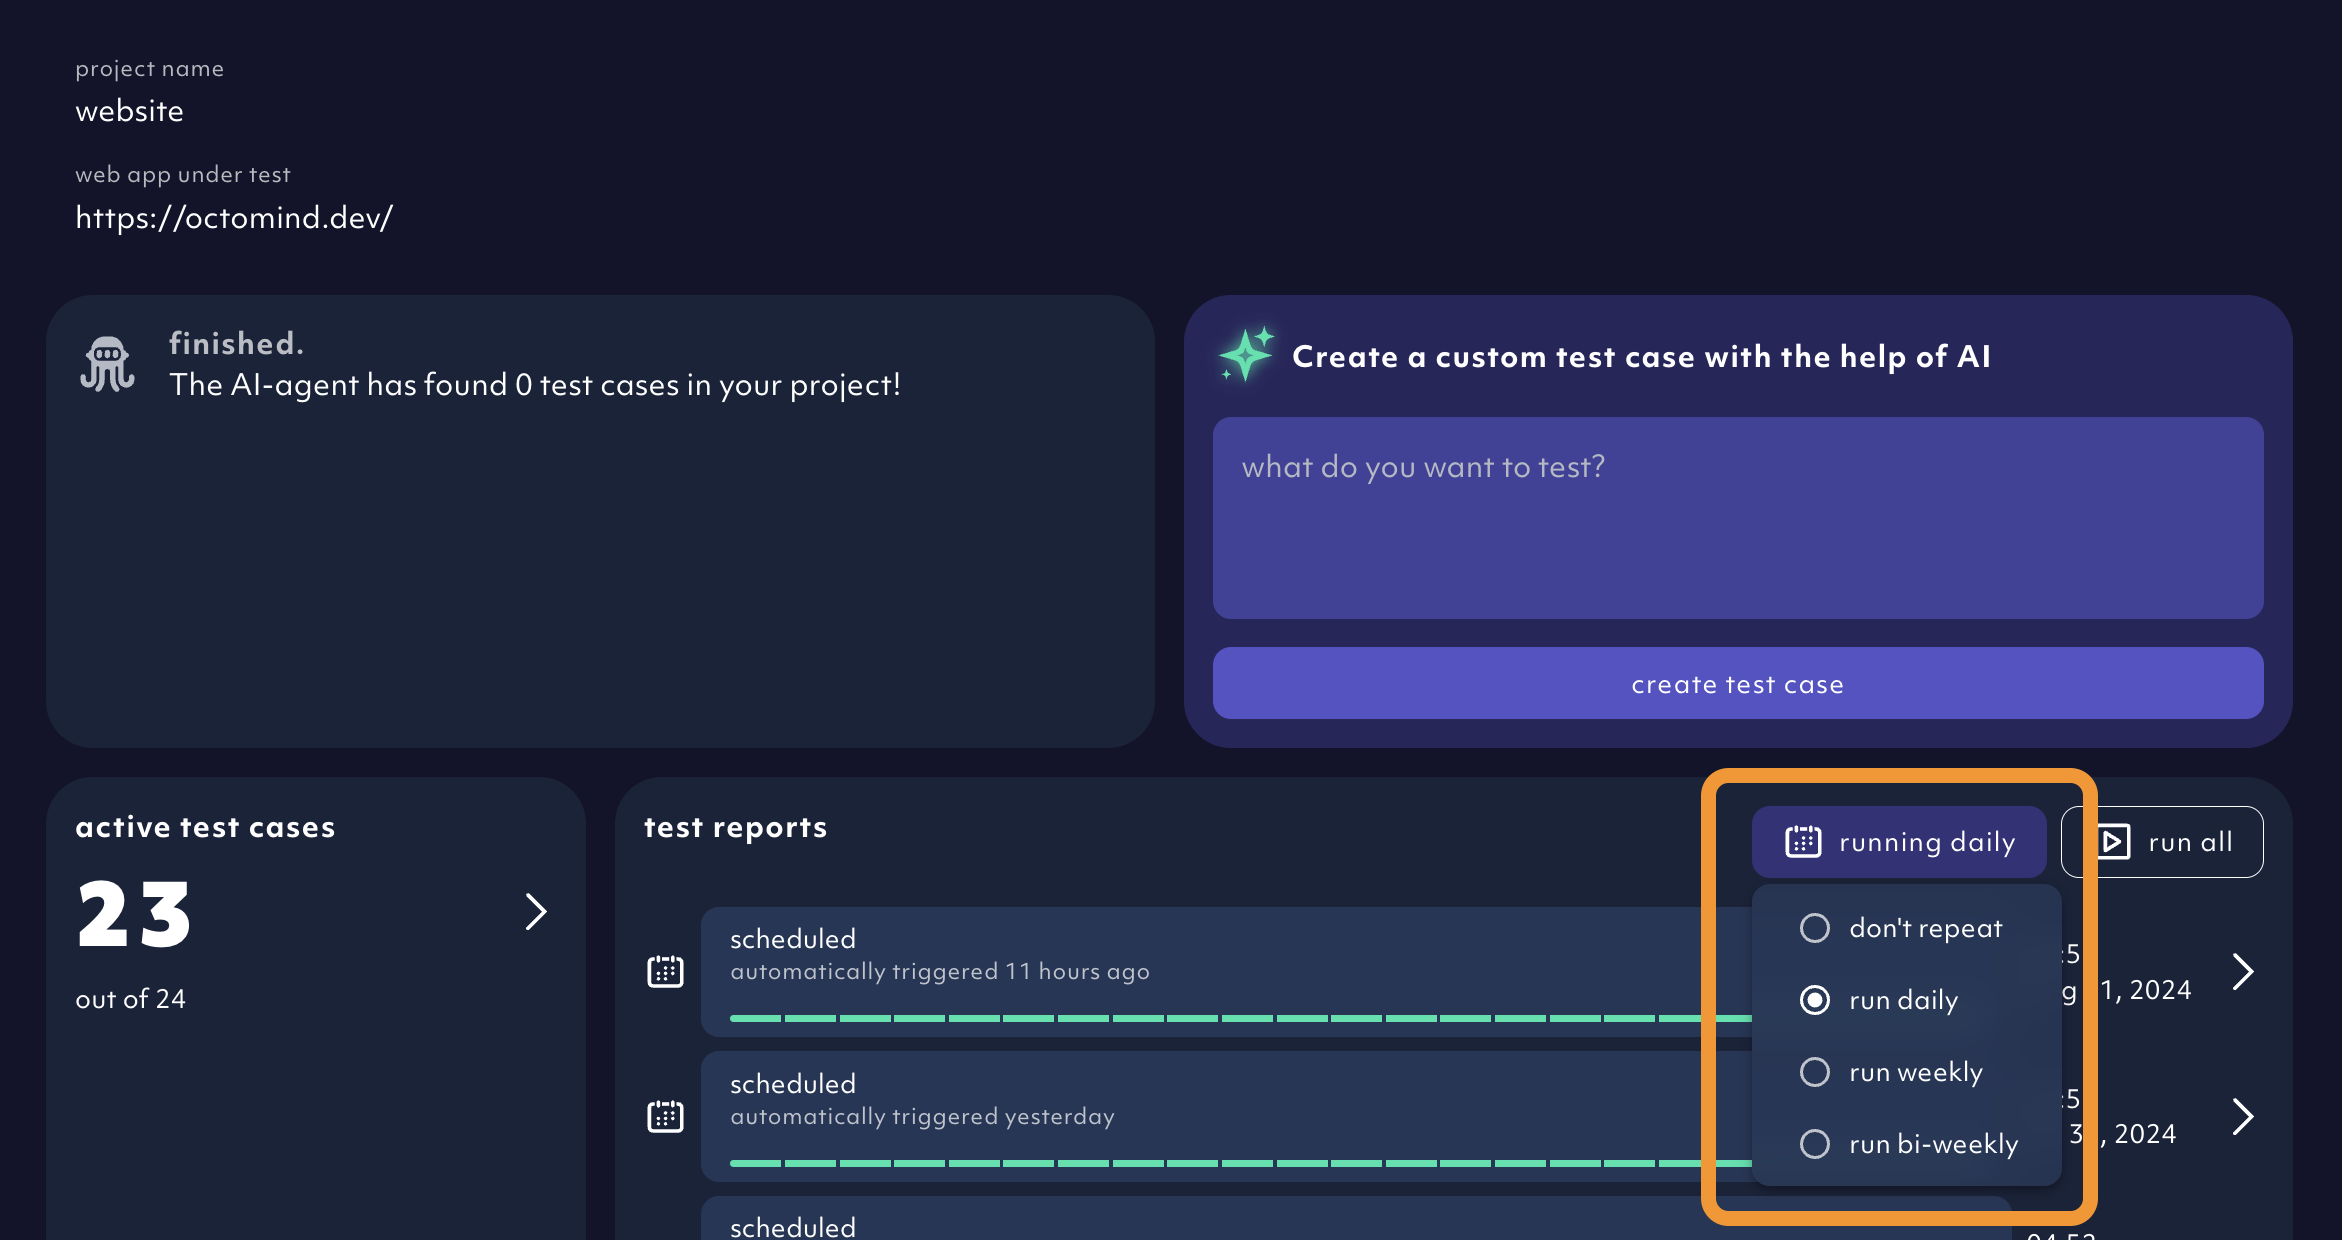 project name
website
web app under test
https://octomind.dev/
finished.
The AI-agent has found 0 test cases in your project!
Create a custom test case with the help of AI
what do you want to test?
create test case
active test cases
23
out of 24
test reports
running daily
run all
don't repeat
run daily
run weekly
run bi-weekly
scheduled
automatically triggered 11 hours ago
:5
g 1, 2024
scheduled
automatically triggered yesterday
:5
3 , 2024
scheduled